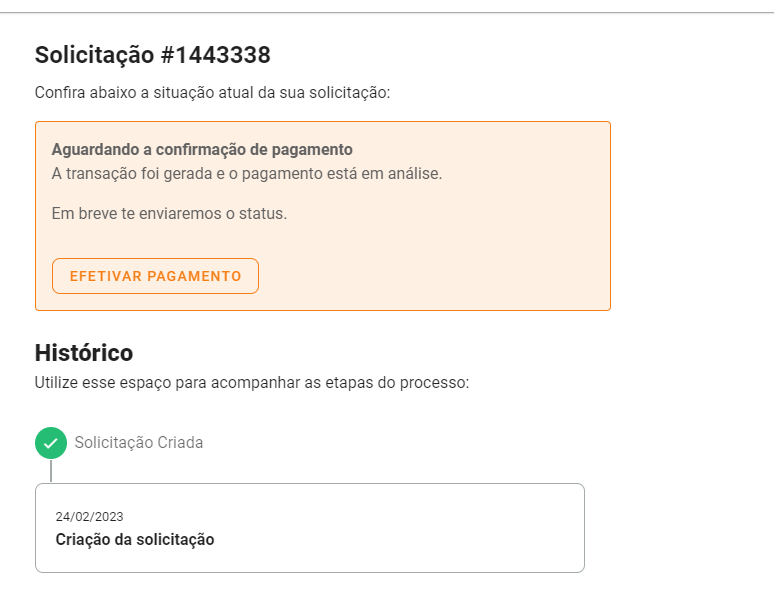 Solicitação #1443338
Confira abaixo a situação atual da sua solicitação:
Aguardando a confirmação de pagamento
A transação foi gerada e o pagamento está em análise.
Em breve te enviaremos o status.
EFETIVAR PAGAMENTO
Histórico
Utilize esse espaço para acompanhar as etapas do processo:
Solicitação Criada
24/02/2023
Criação da solicitação